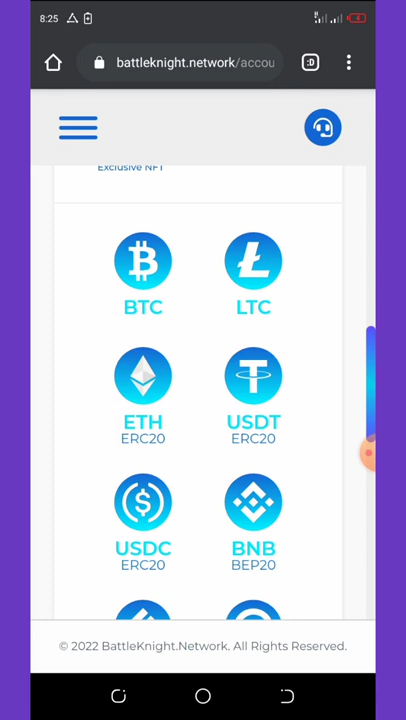 8:25
battleknight.network/accou
:D
Exclusive NFT
BTC
LTC
ETH
ERC20
USDT
ERC20
USDC
ERC20
BNB
BEP20
© 2022 BattleKnight.Network. All Rights Reserved.